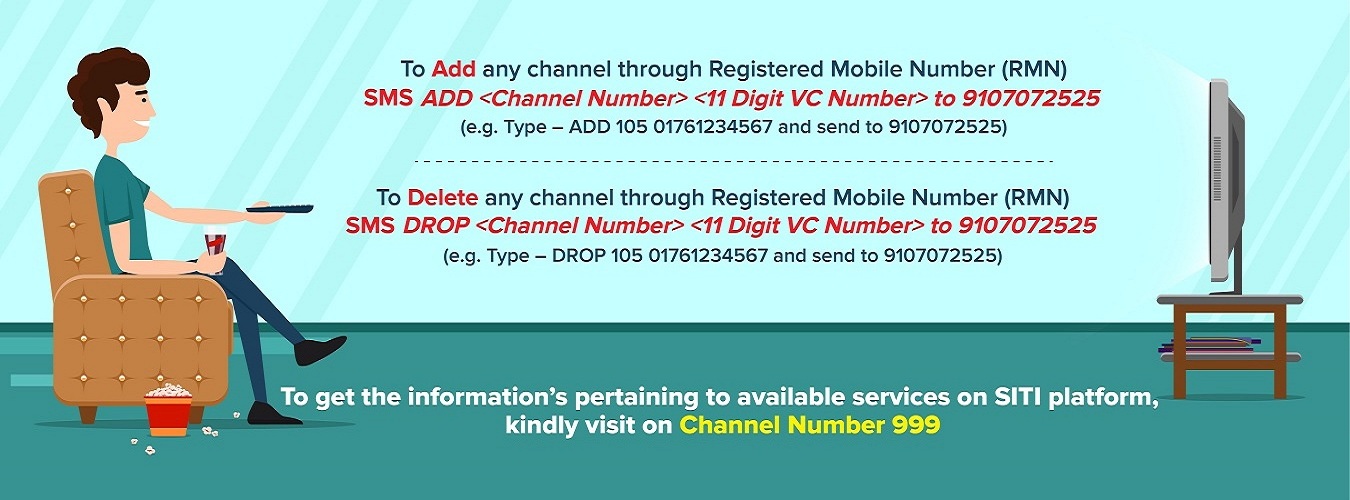 To Add any channel through Registered Mobile Number (RMN)
SMS ADD <Channel Number> <11 Digit VC Number> to 9107072525
(e.g. Type – ADD 105 01761234567 and send to 9107072525)
To Delete any channel through Registered Mobile Number (RMN)
SMS DROP <Channel Number> <11 Digit VC Number> to 9107072525
(e.g. Type – DROP 105 01761234567 and send to 9107072525)
To get the information’s pertaining to available services on SITI platform,
kindly visit on Channel Number 999